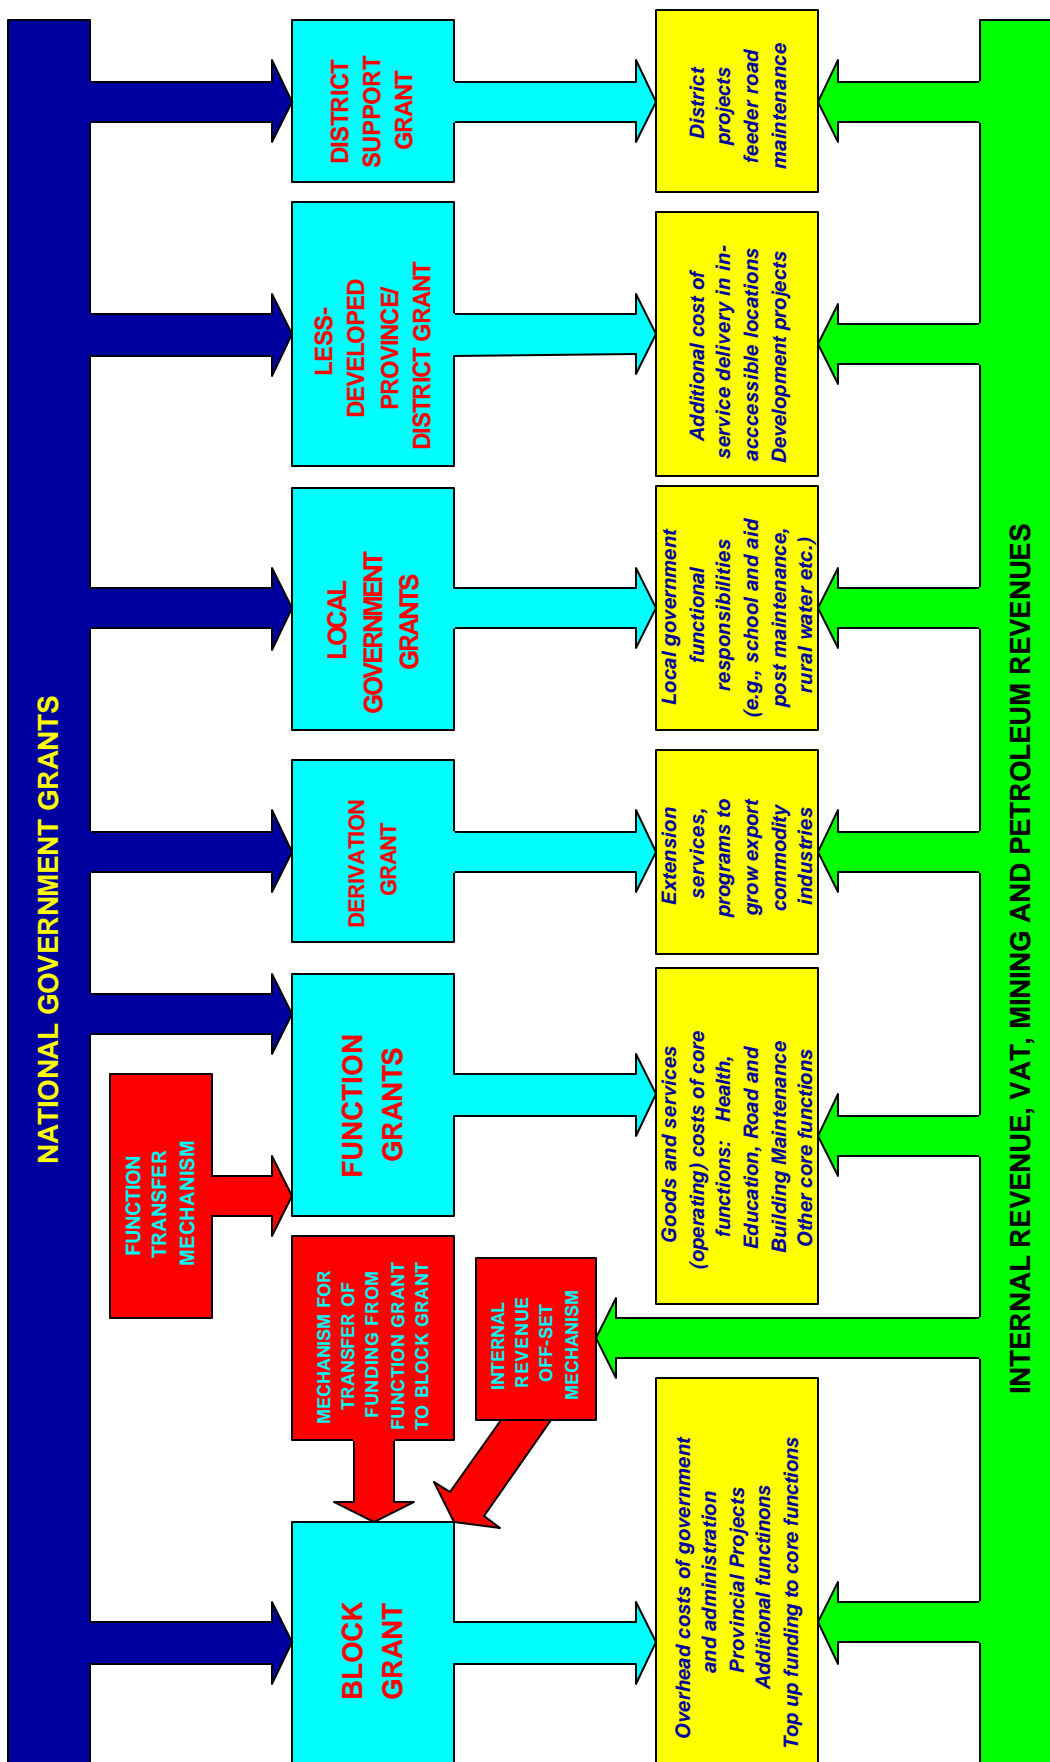 NATIONAL GOVERNMENT GRANTS
FUNCTION
TRANSFER
MECHANISM
BLOCK
GRANT
MECHANISM FOR
TRANSFER OF
FUNDING FROM
FUNCTION GRANT
TO BLOCK GRANT
FUNCTION
GRANTS
DERIVATION
GRANT
LOCAL
GOVERNMENT
GRANTS
LESS-
DEVELOPED
PROVINCE/
DISTRICT GRANT
DISTRICT
SUPPORT
GRANT
INTERNAL
REVENUE
OFF-SET
MECHANISM
Overhead costs of government
and administration
Provincial Projects
Additional functinons
Top up funding to core functions
Goods and services
(operating) costs of core
functions: Health,
Education, Road and
Building Maintenance
Other core functions
Extension
services,
programs to
grow export
commodity
industries
Local government
functional
responsibilities
(e.g., school and aid
post maintenance,
rural water etc.)
Additional cost of
service delivery in in-
acccessible locations
Development projects
District
projects
feeder road
maintenance
INTERNAL REVENUE, VAT, MINING AND PETROLEUM REVENUES